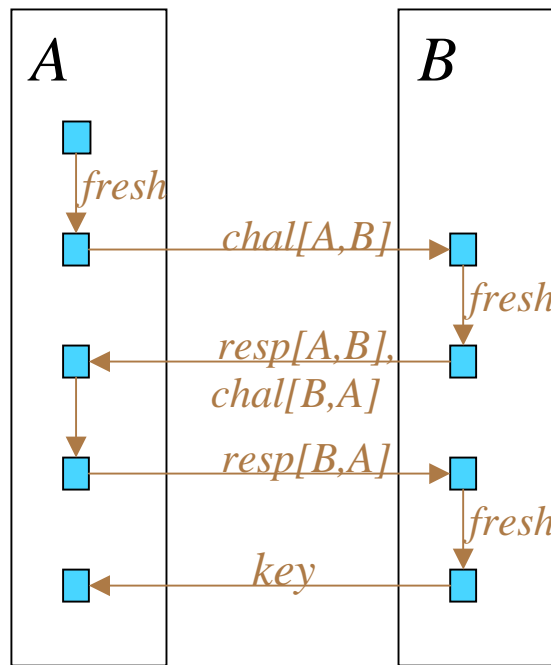 A
B
fresh
chal[A,B]
fresh
resp[A,B],
chal[B,A]
resp[B,A]
fresh
key